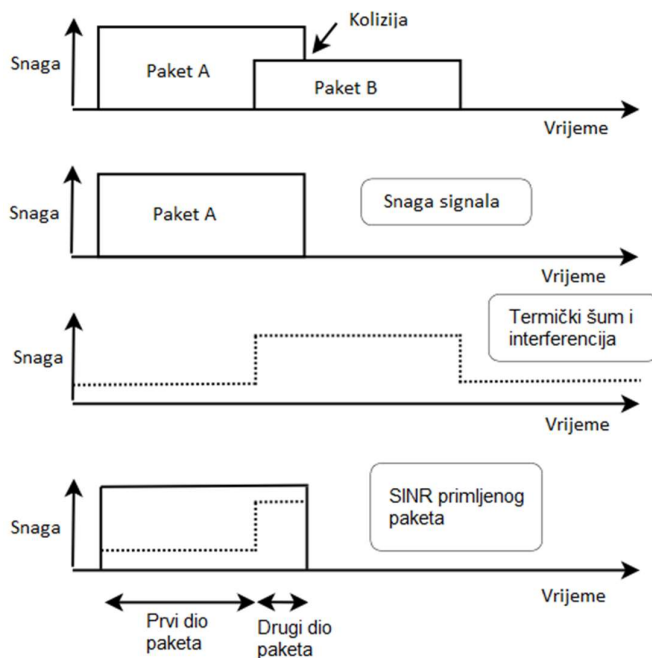 Kolizija
Snaga
Paket A
Paket B
Vrijeme
Snaga
Paket A
Snaga signala
Vrijeme
Termički šum i
interferencija
Snaga
Vrijeme
SINR primljenog
paketa
Snaga
Vrijeme
Prvi dio
paketa
Drugi dio
paketa